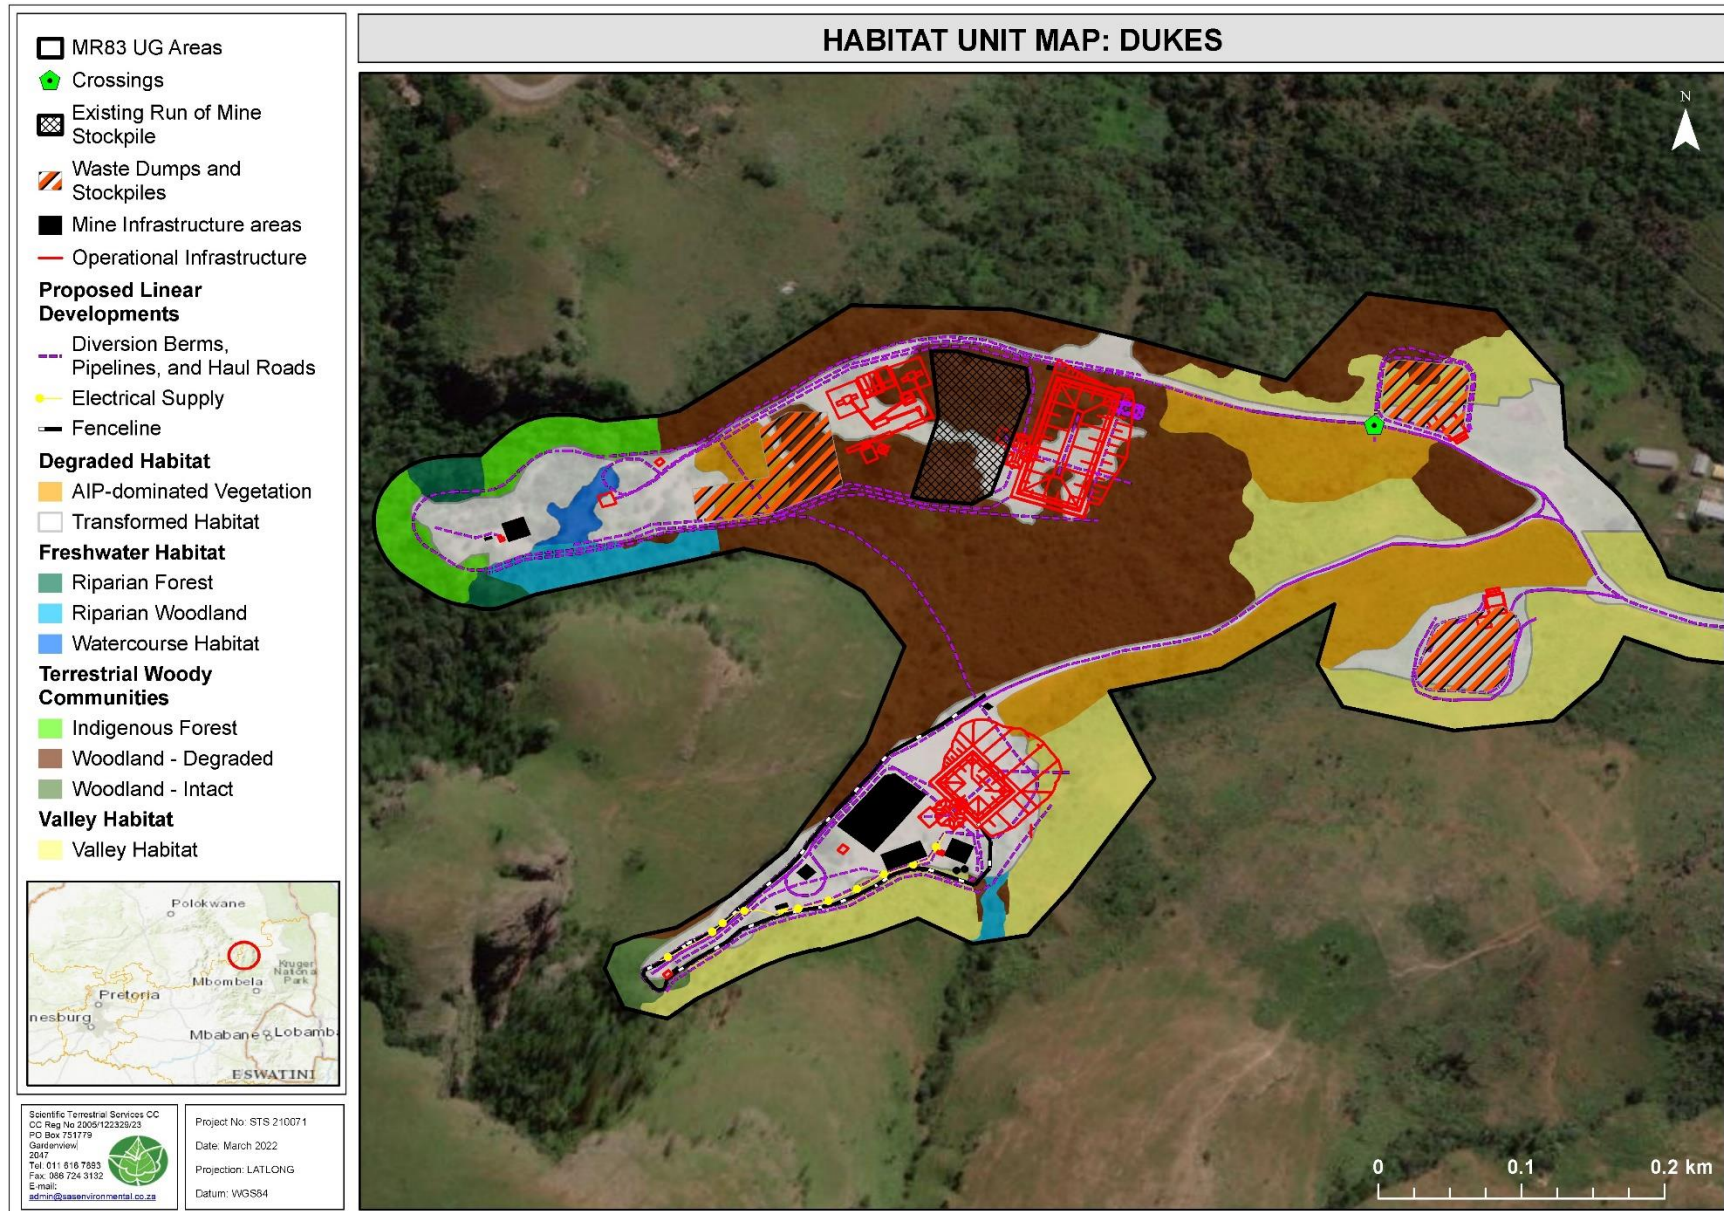 HABITAT UNIT MAP: DUKES
MR83 UG Areas
Crossings
Existing Run of Mine
Stockpile
Waste Dumps and
Stockpiles
Mine Infrastructure areas
Operational Infrastructure
Proposed Linear
Developments
Diversion Berms,
Pipelines, and Haul Roads
Electrical Supply
Fenceline
Degraded Habitat
AIP-dominated Vegetation
Transformed Habitat
Freshwater Habitat
Riparian Forest
Riparian Woodland
Watercourse Habitat
Terrestrial Woody
Communities
Indigenous Forest
Woodland - Degraded
Woodland - Intact
Valley Habitat
Valley Habitat
Polokwane
Kruger
Nationa
Park
Mbombela
Pretoria
nesburg
Mbabane
Lobamb
ESWATINI
Scientific Terrestrial Services CC
CC Reg No 2005/122329/23
PO Box 751779
Gardenview
2047
Tel: 011 616 7893
Fax: 086 724 3132
E-mail:
admin@sasenvironmental.co.za
Project No: STS 210071
Date: March 2022
Projection: LATLONG
Datum: WGS84
N
0 0.1 0.2 km